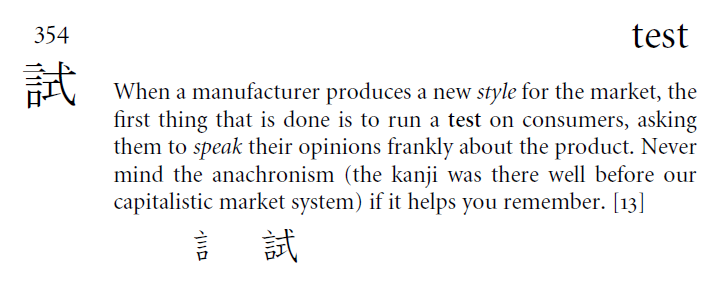 354 test
試
When a manufacturer produces a new style for the market, the
first thing that is done is to run a test on consumers, asking
them to speak their opinions frankly about the product. Never
mind the anachronism (the kanji was there well before our
capitalistic market system) if it helps you remember. [13]
訁 試